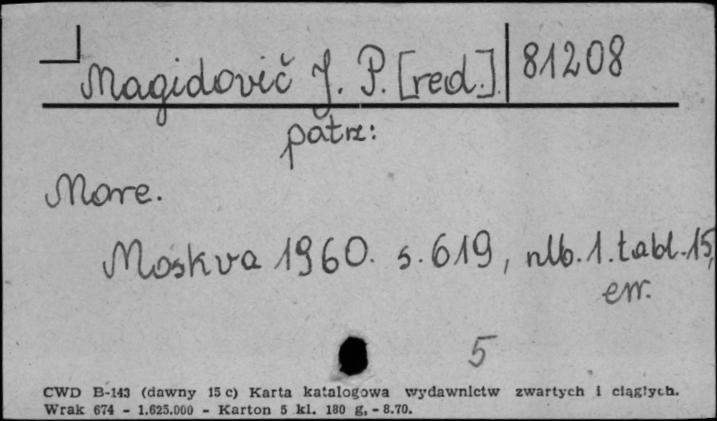 Magidovič J. P. [red.] 81208
patrz:
More.
Moskva 1960. s. 619, nlb. 1. tabl. 15,
err.
5
CWD B-143 (dawny 15 c) Karta katalogowa wydawnictw zwartych i ciągłych.
Wrak 674 - 1.625.000 - Karton 5 kl. 180 g, - 8.70.